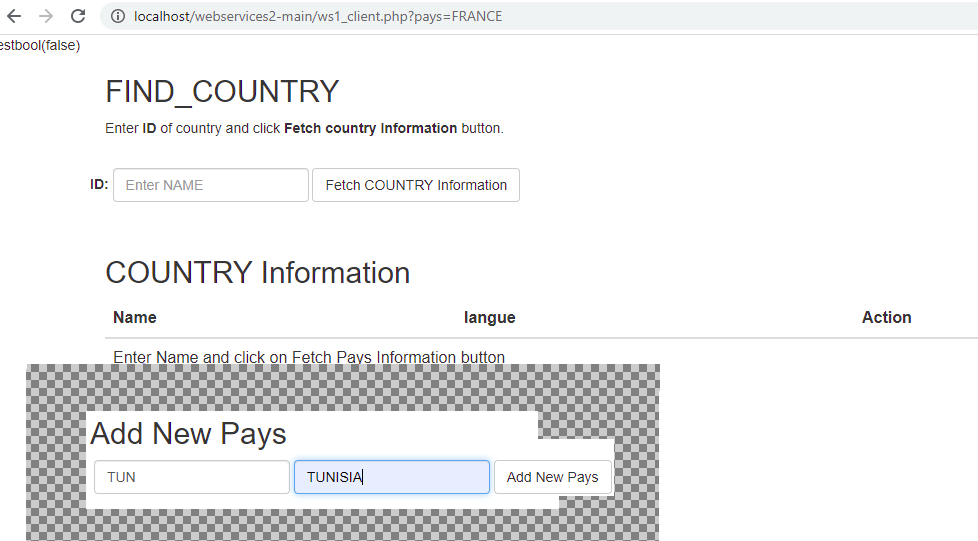 localhost/webservices2-main/ws1_client.php?pays=FRANCE
estbool(false)
FIND_COUNTRY
Enter ID of country and click Fetch country Information button.
ID: Enter NAME Fetch COUNTRY Information
COUNTRY Information
Name langue Action
Enter Name and click on Fetch Pays Information button
Add New Pays
TUN TUNISIA Add New Pays